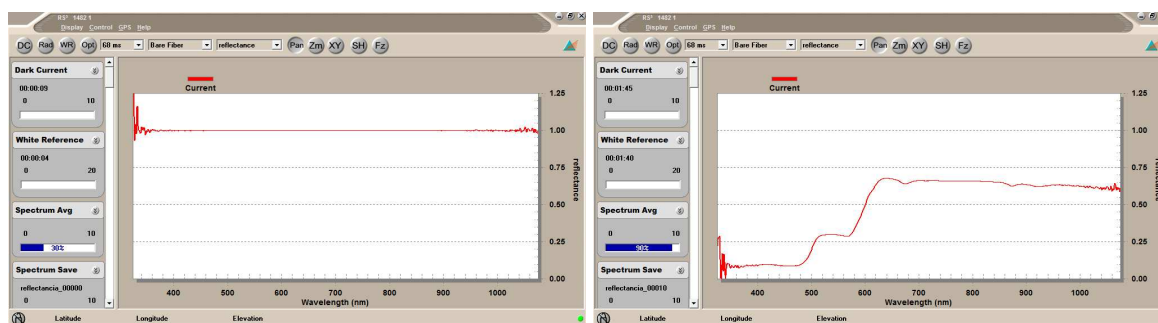 RS³ 1482 1
Display Control GPS Help
DC Rad WR Opt 68 ms Bare Fiber reflectance Pan Zm XY SH Fz
Dark Current
00:00:09
0 10
White Reference
00:00:04
0 20
Spectrum Avg
0 10
30%
Spectrum Save
reflectancia_00000
0 10
Current
1.25
1.00
0.75
0.50
0.25
0.00
reflectance
400 500 600 700 800 900 1000
Wavelength (nm)
Latitude Longitude Elevation
RS³ 1482 1
Display Control GPS Help
DC Rad WR Opt 68 ms Bare Fiber reflectance Pan Zm XY SH Fz
Dark Current
00:01:45
0 10
White Reference
00:01:40
0 20
Spectrum Avg
0 10
90%
Spectrum Save
reflectancia_00010
0 10
Current
1.25
1.00
0.75
0.50
0.25
0.00
reflectance
400 500 600 700 800 900 1000
Wavelength (nm)
Latitude Longitude Elevation